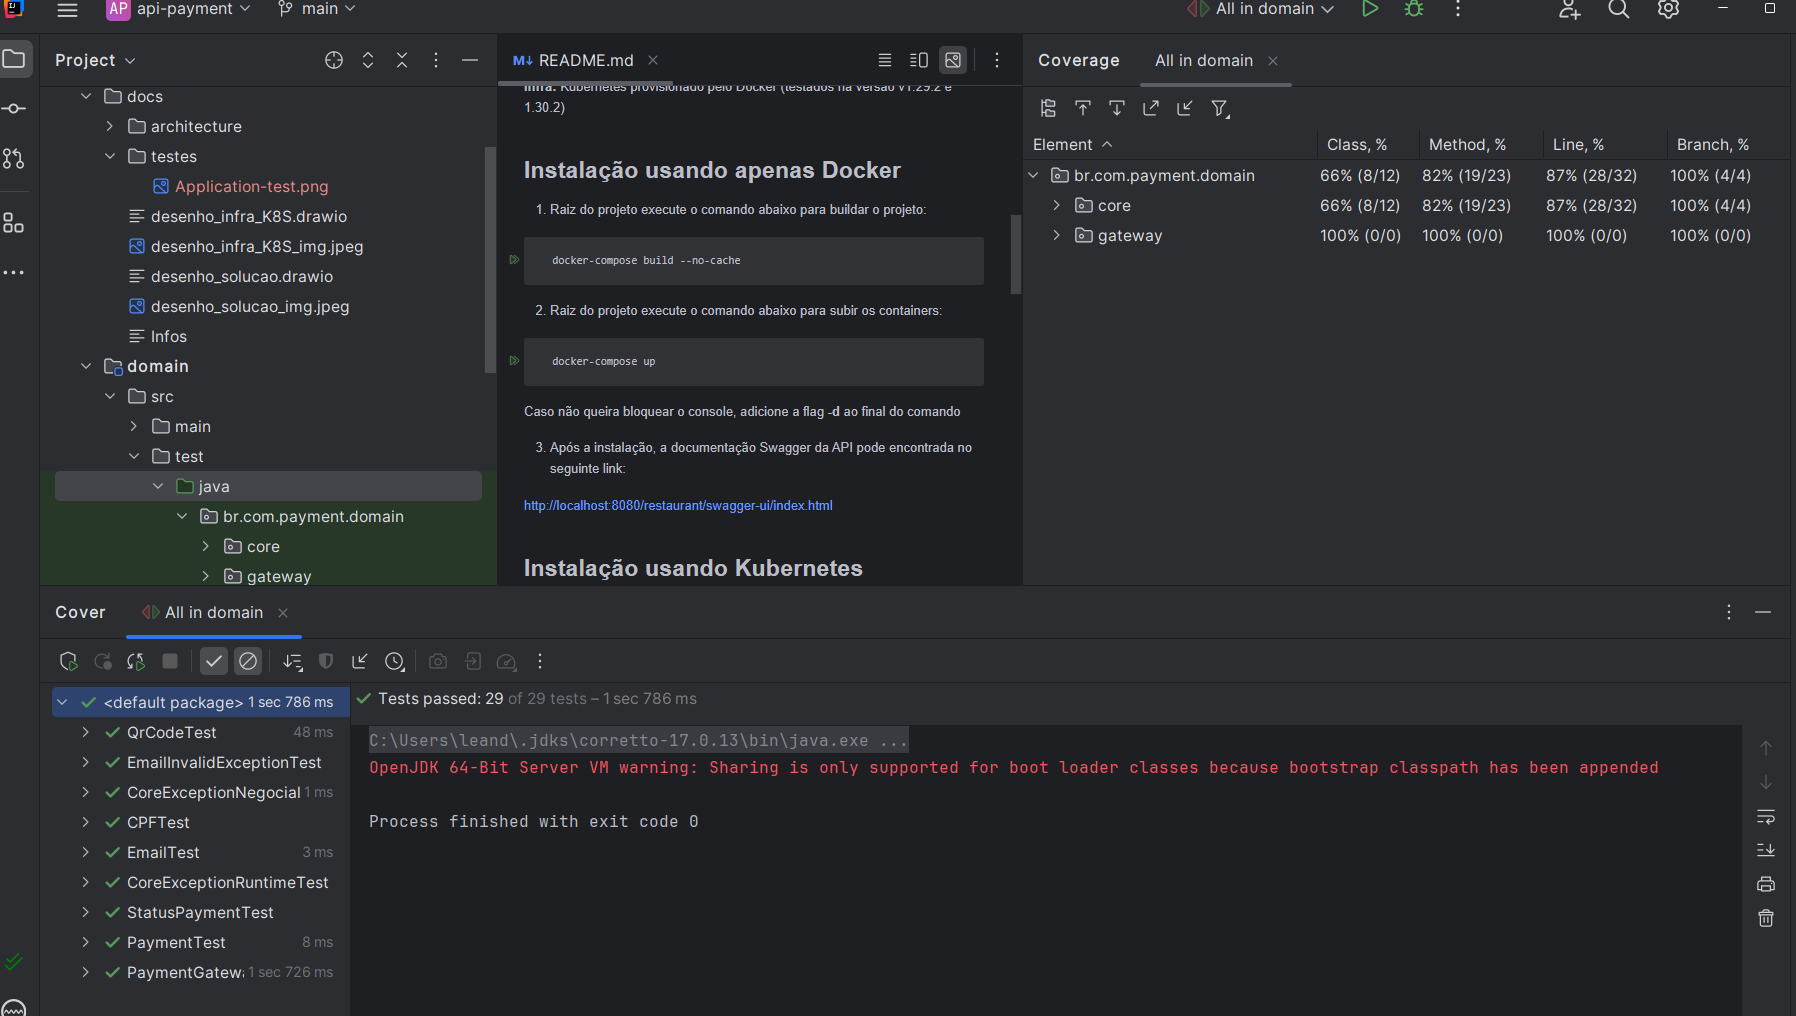 AP api-payment main All in domain
Project
docs
architecture
testes
Application-test.png
desenho_infra_K8S.drawio
desenho_infra_K8S_img.jpeg
desenho_solucao.drawio
desenho_solucao_img.jpeg
Infos
domain
src
main
test
java
br.com.payment.domain
core
gateway
M↓ README.md
Infra: Kubernetes provisionado pelo Docker (testados na versão v1.29.2 e
1.30.2)
Instalação usando apenas Docker
1. Raiz do projeto execute o comando abaixo para buildar o projeto:
docker-compose build --no-cache
2. Raiz do projeto execute o comando abaixo para subir os containers:
docker-compose up
Caso não queira bloquear o console, adicione a flag -d ao final do comando
3. Após a instalação, a documentação Swagger da API pode encontrada no
seguinte link:
http://localhost:8080/restaurant/swagger-ui/index.html
Instalação usando Kubernetes
Coverage All in domain
Element Class, % Method, % Line, % Branch, %
br.com.payment.domain 66% (8/12) 82% (19/23) 87% (28/32) 100% (4/4)
core 66% (8/12) 82% (19/23) 87% (28/32) 100% (4/4)
gateway 100% (0/0) 100% (0/0) 100% (0/0) 100% (0/0)
Cover All in domain
<default package> 1 sec 786 ms
QrCodeTest 48 ms
EmailInvalidExceptionTest
CoreExceptionNegocial 1 ms
CPFTest
EmailTest 3 ms
CoreExceptionRuntimeTest
StatusPaymentTest
PaymentTest 8 ms
PaymentGatew 1 sec 726 ms
Tests passed: 29 of 29 tests – 1 sec 786 ms
C:\Users\leand\.jdks\corretto-17.0.13\bin\java.exe ...
OpenJDK 64-Bit Server VM warning: Sharing is only supported for boot loader classes because bootstrap classpath has been appended
Process finished with exit code 0